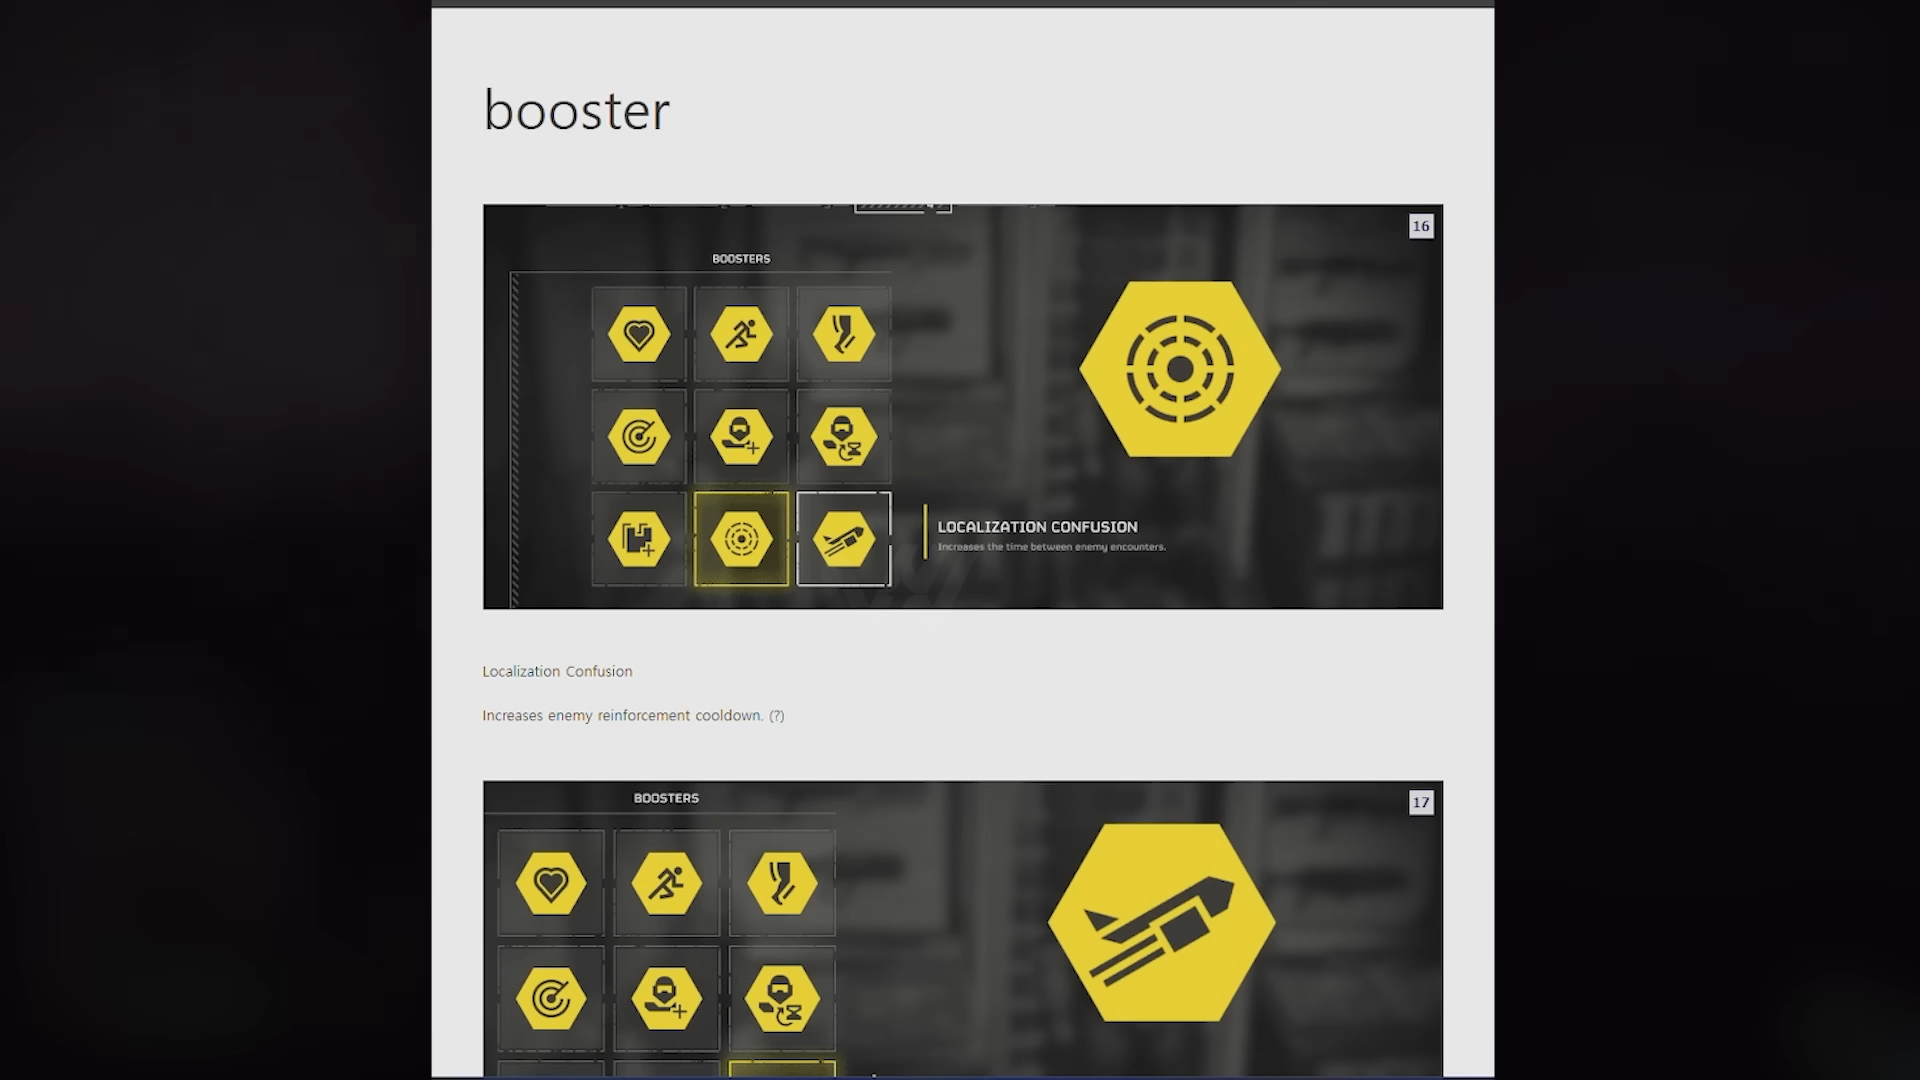 booster
16
BOOSTERS
LOCALIZATION CONFUSION
Increases the time between enemy encounters.
Localization Confusion
Increases enemy reinforcement cooldown. (?)
17
BOOSTERS